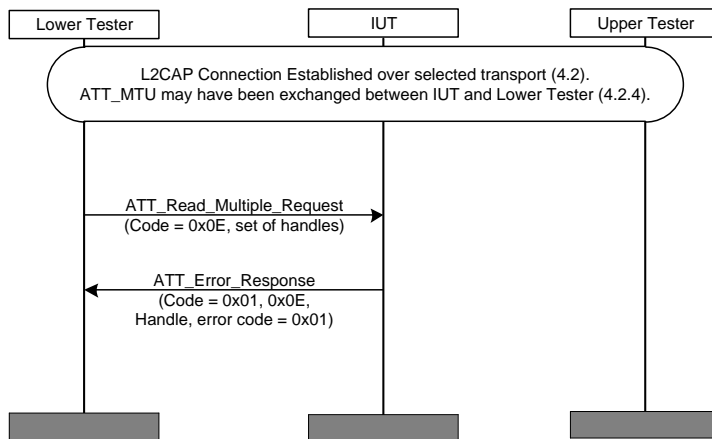 Lower Tester
IUT
Upper Tester
L2CAP Connection Established over selected transport (4.2).
ATT_MTU may have been exchanged between IUT and Lower Tester (4.2.4).
ATT_Read_Multiple_Request
(Code = 0x0E, set of handles)
ATT_Error_Response
(Code = 0x01, 0x0E,
Handle, error code = 0x01)